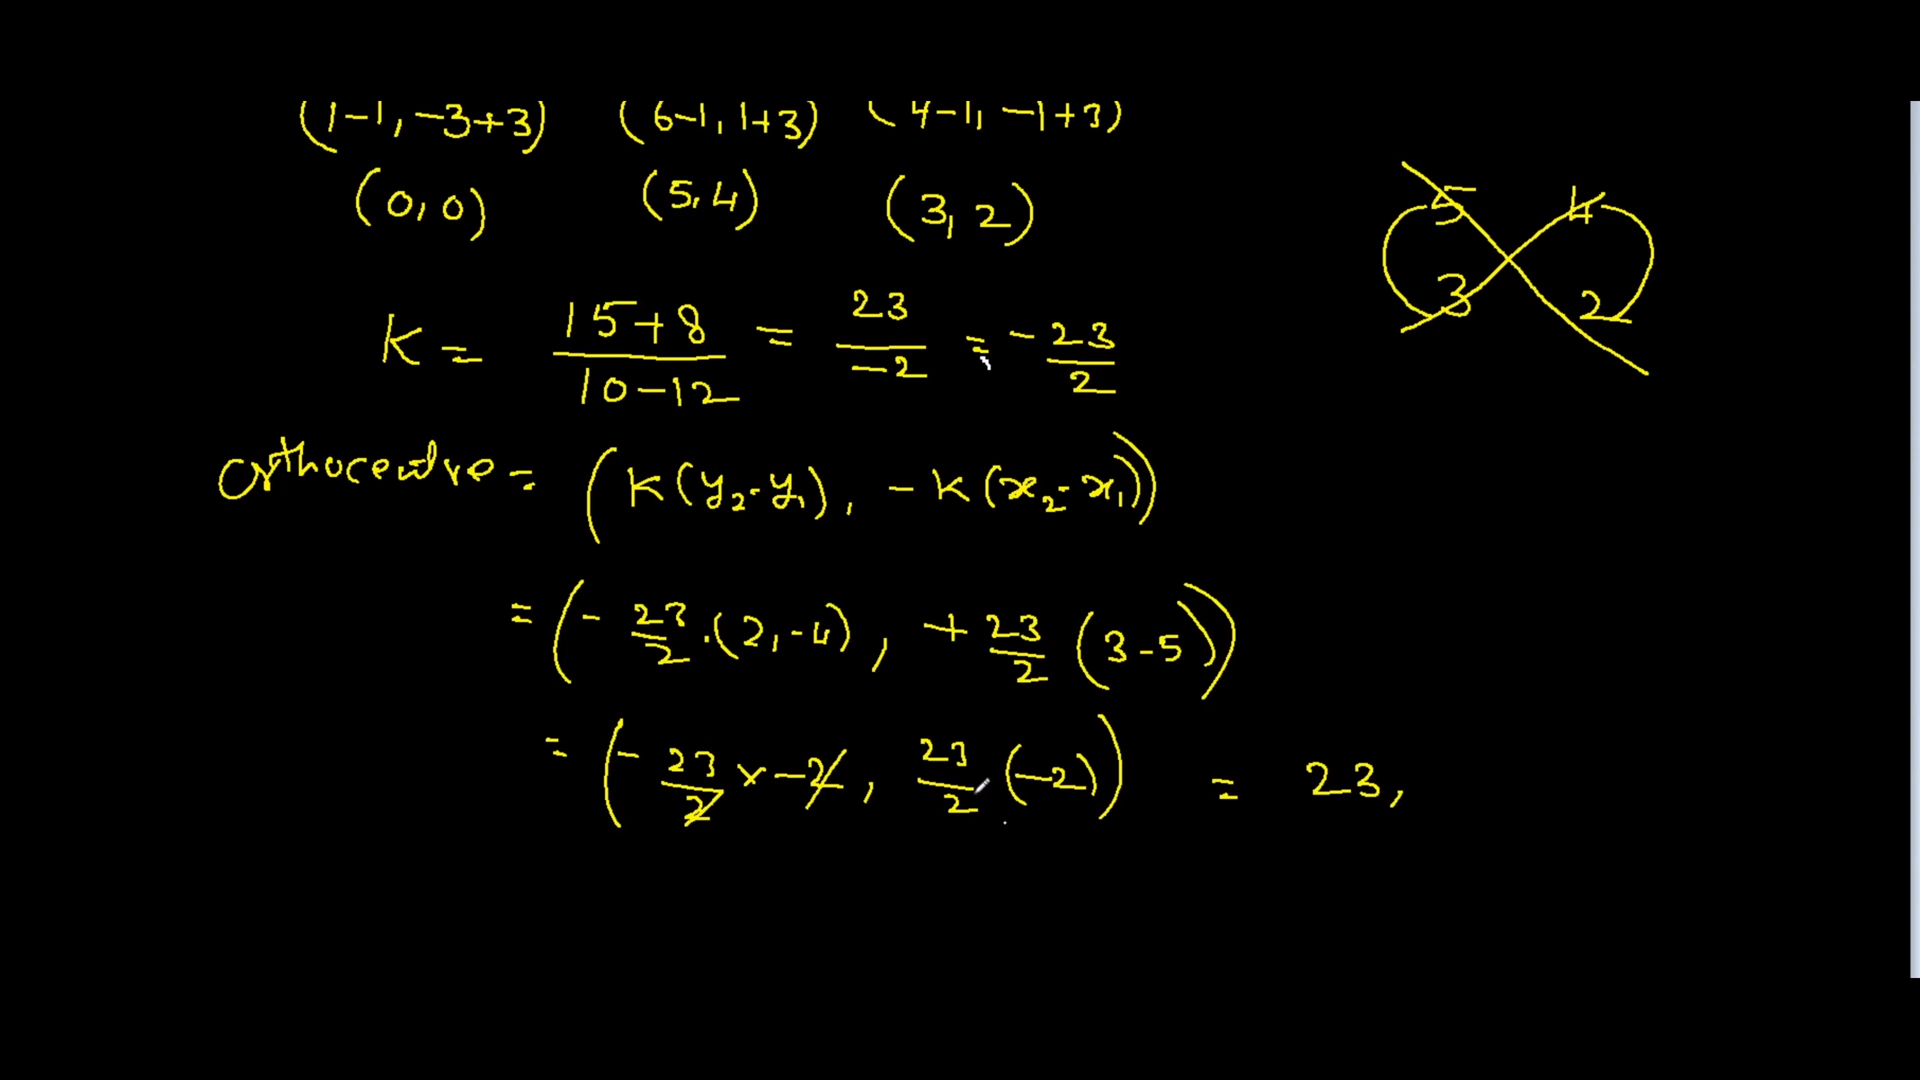 (1-1, -3+3) (6-1, 1+3) (4-1, -1+3)
(0, 0) (5, 4) (3, 2)
5 4
3 2
K = 15+8/10-12 = 23/-2 = -23/2
Orthocentre = (K(y₂-y₁), -K(x₂-x₁))
= (-23/2.(2,-4), +23/2(3-5))
= (-23/2 × -2, 23/2(-2)) = 23,